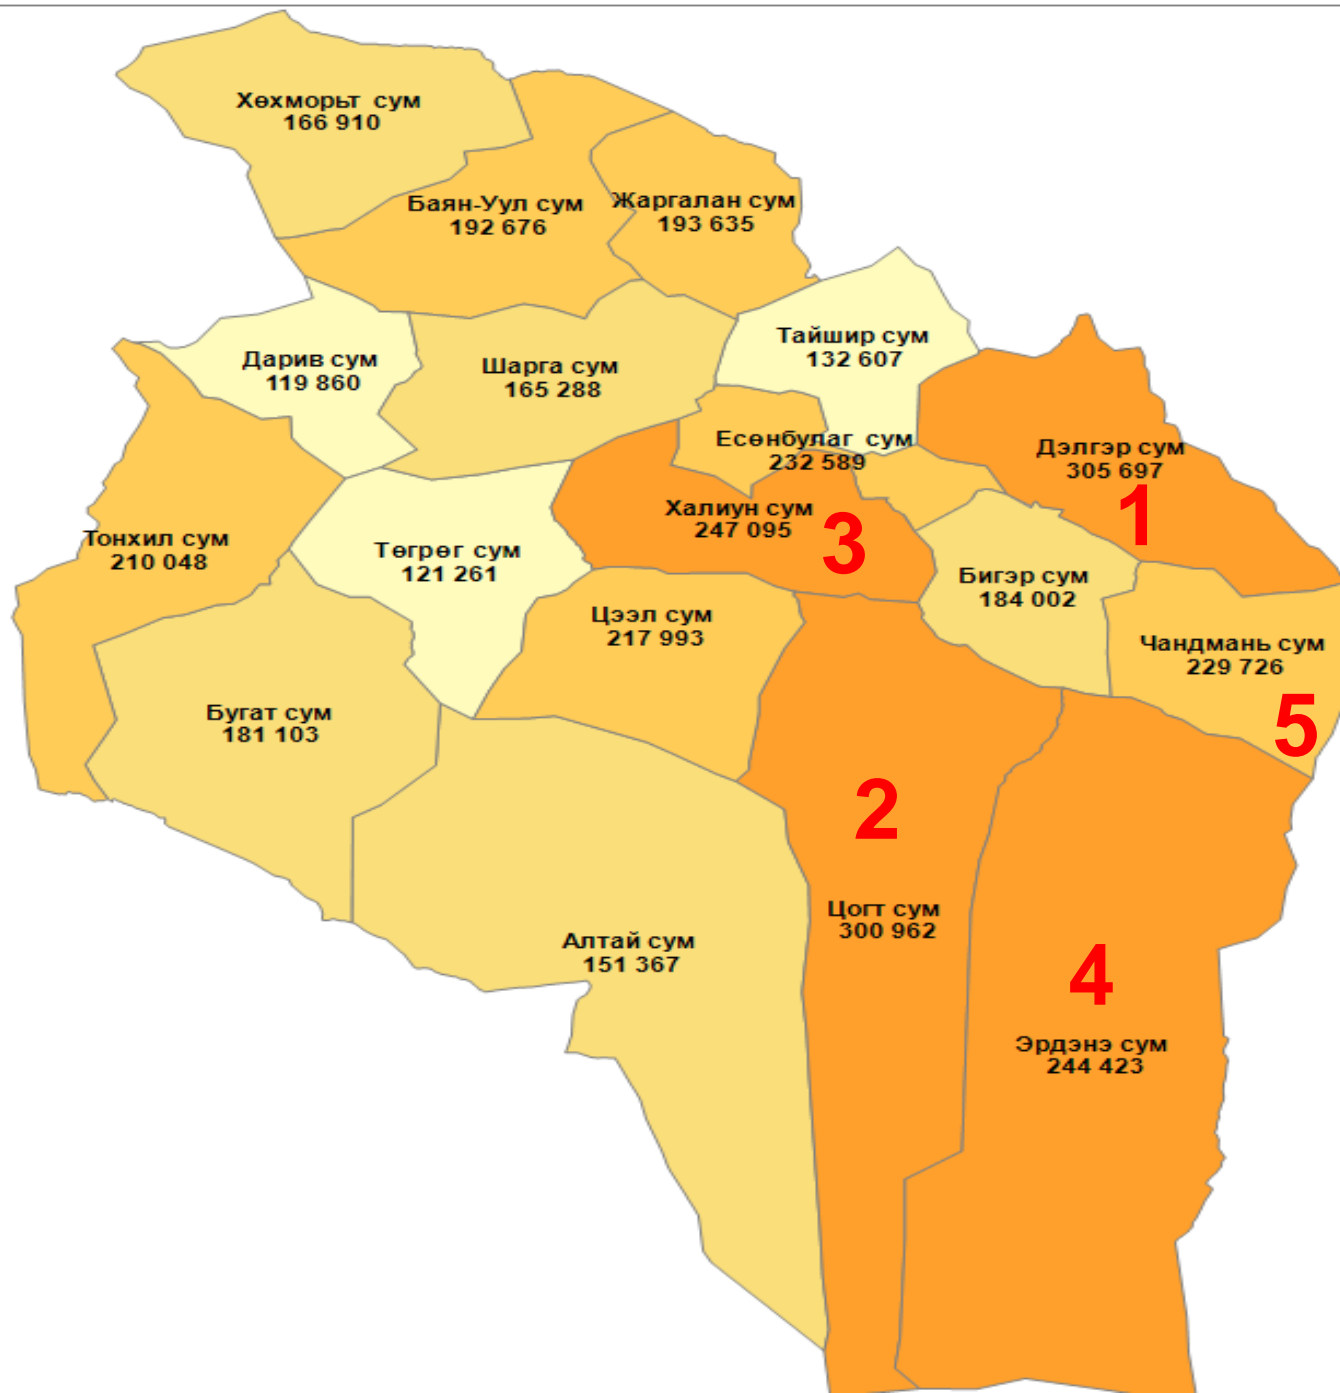 Хөхморьт сум
166 910
Баян-Уул сум
192 676
Жаргалан сум
193 635
Тайшир сум
132 607
Дарив сум
119 860
Шарга сум
165 288
Есөнбулаг сум
232 589
Дэлгэр сум
305 697
1
Халиун сум
247 095
3
Тонхил сум
210 048
Төгрөг сум
121 261
Бигэр сум
184 002
Цээл сум
217 993
Чандмань сум
229 726
5
Бугат сум
181 103
2
Цогт сум
300 962
Алтай сум
151 367
4
Эрдэнэ сум
244 423